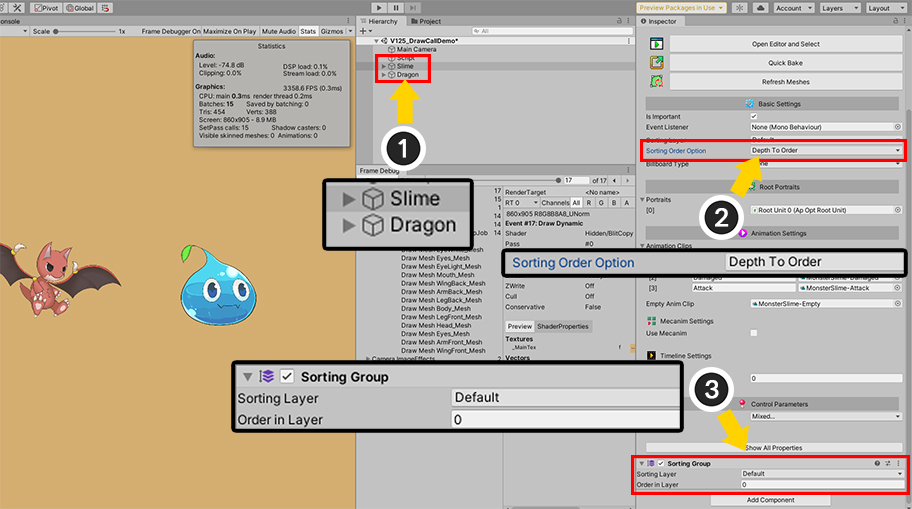 Pivot
Global
Preview Packages in Use
Account
Layers
Layout
Console
Scale
1x
Frame Debugger On
Maximize On Play
Mute Audio
Stats
Gizmos
Statistics
Audio:
Level: -74.8 dB
DSP load: 0.1%
Clipping: 0.0%
Stream load: 0.0%
Graphics:
3358.6 FPS (0.3ms)
CPU: main 0.3ms render thread 0.2ms
Batches: 15
Saved by batching: 0
Tris: 454
Verts: 388
Screen: 860x905 - 8.9 MB
SetPass calls: 15
Shadow casters: 0
Visible skinned meshes: 0
Animations: 0
Hierarchy
Project
All
V125_DrawCallDemo*
Main Camera
Script
Slime
Dragon
1
Slime
Dragon
Frame Debug
17
of 17
17
RenderTarget
<No name>
RT 0
Channels
All
R
G
B
A
860x905 R8G8B8A8_UNorm
Event #17: Draw Dynamic
Shader
Hidden/BlitCopy
Pass
#0
ZWrite
Off
Cull
Off
Conservative
False
Preview
ShaderProperties
Textures
_MainTex
f
Vectors
Draw Mesh Eyes_Mesh
Draw Mesh EyeLight_Mesh
Draw Mesh Mouth_Mesh
Draw Mesh WingBack_Mesh
Draw Mesh ArmBack_Mesh
Draw Mesh LegBack_Mesh
Draw Mesh Body_Mesh
Draw Mesh LegFront_Mesh
Draw Mesh Head_Mesh
Draw Mesh Eyes_Mesh
Draw Mesh ArmFront_Mesh
Draw Mesh WingFront_Mesh
Camera.ImageEffects
Inspector
Open Editor and Select
Quick Bake
Refresh Meshes
Basic Settings
Is Important
Event Listener
None (Mono Behaviour)
Sorting Layer
Default
Sorting Order Option
Depth To Order
Billboard Type
None
2
Root Portraits
Portraits
[0]
Root Unit 0 (Ap Opt Root Unit)
Animation Settings
Animation Clips
Sorting Order Option
Depth To Order
[2]
Damaged
MonsterSlime-Damaged
[3]
Attack
MonsterSlime-Attack
Empty Anim Clip
MonsterSlime-Empty
Mecanim Settings
Use Mecanim
Timeline Settings
0
Control Parameters
Mixed...
3
Show All Properties
Sorting Group
Sorting Layer
Default
Order in Layer
0
Sorting Group
Sorting Layer
Default
Order in Layer
0
Add Component